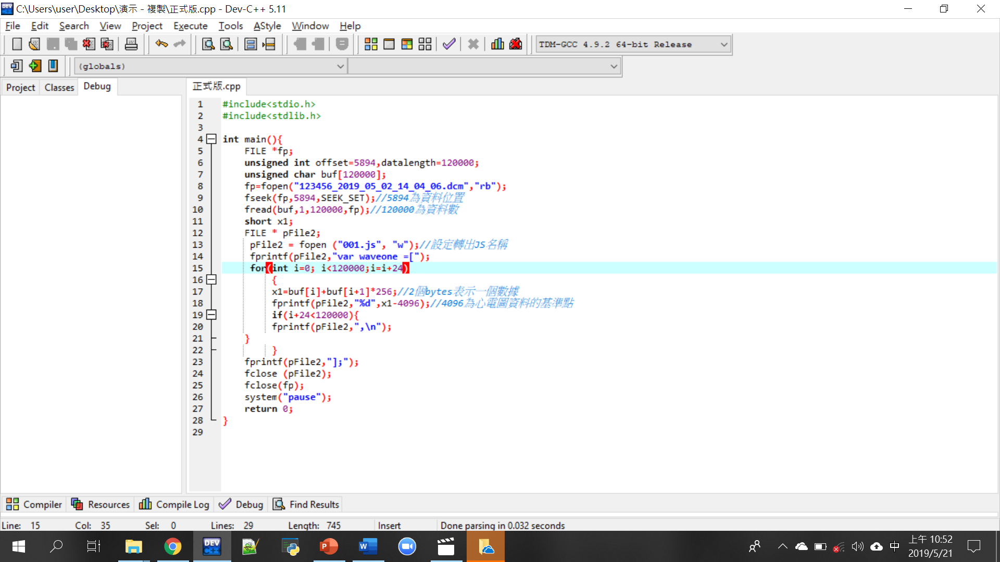 C:\Users\user\Desktop\演示 - 複製\正式版.cpp - Dev-C++ 5.11
File Edit Search View Project Execute Tools AStyle Window Help
TDM-GCC 4.9.2 64-bit Release
(globals)
Project Classes Debug
正式版.cpp
1 #include<stdio.h>
2 #include<stdlib.h>
3
4 int main(){
5 FILE *fp;
6 unsigned int offset=5894,datalength=120000;
7 unsigned char buf[120000];
8 fp=fopen("123456_2019_05_02_14_04_06.dcm","rb");
9 fseek(fp,5894,SEEK_SET);//5894為資料位置
10 fread(buf,1,120000,fp);//120000為資料數
11 short x1;
12 FILE * pFile2;
13 pFile2 = fopen ("001.js", "w");//設定轉出JS名稱
14 fprintf(pFile2,"var waveone =[");
15 for(int i=0; i<120000;i=i+24)
16 {
17 x1=buf[i]+buf[i+1]*256;//2個bytes表示一個數據
18 fprintf(pFile2,"%d",x1-4096);//4096為心電圖資料的基準點
19 if(i+24<120000){
20 fprintf(pFile2,",\n");
21 }
22 }
23 fprintf(pFile2,"];");
24 fclose (pFile2);
25 fclose(fp);
26 system("pause");
27 return 0;
28 }
29
Compiler Resources Compile Log Debug Find Results
Line: 15 Col: 35 Sel: 0 Lines: 29 Length: 745 Insert Done parsing in 0.032 seconds
DEV C++ P W 中 上午 10:52
2019/5/21